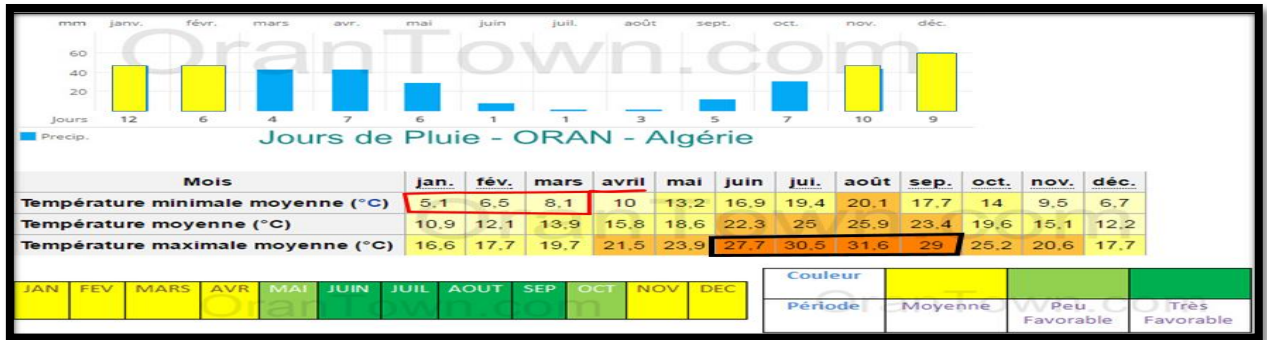 mm janv. févr. mars avr. mai juin juil. août sept. oct. nov. déc.
OranTown.com
60
40
20
Jours 12 6 4 7 6 1 1 3 5 7 10 9
Precip.
Jours de Pluie - ORAN - Algérie
Mois jan. fév. mars avril mai juin jui. août sep. oct. nov. déc.
Température minimale moyenne (°C) 5,1 6,5 8,1 10 13,2 16,9 19,4 20,1 17,7 14 9,5 6,7
Température moyenne (°C) 10,9 12,1 13,9 15,8 18,6 22,3 25 25,9 23,4 19,6 15,1 12,2
Température maximale moyenne (°C) 16,6 17,7 19,7 21,5 23,9 27,7 30,5 31,6 29 25,2 20,6 17,7
OranTown.com
JAN FEV MARS AVR MAI JUIN JUIL AOUT SEP OCT NOV DEC
OranTown.com
Couleur
Période Moyenne Peu Favorable Très Favorable
OranTown.com